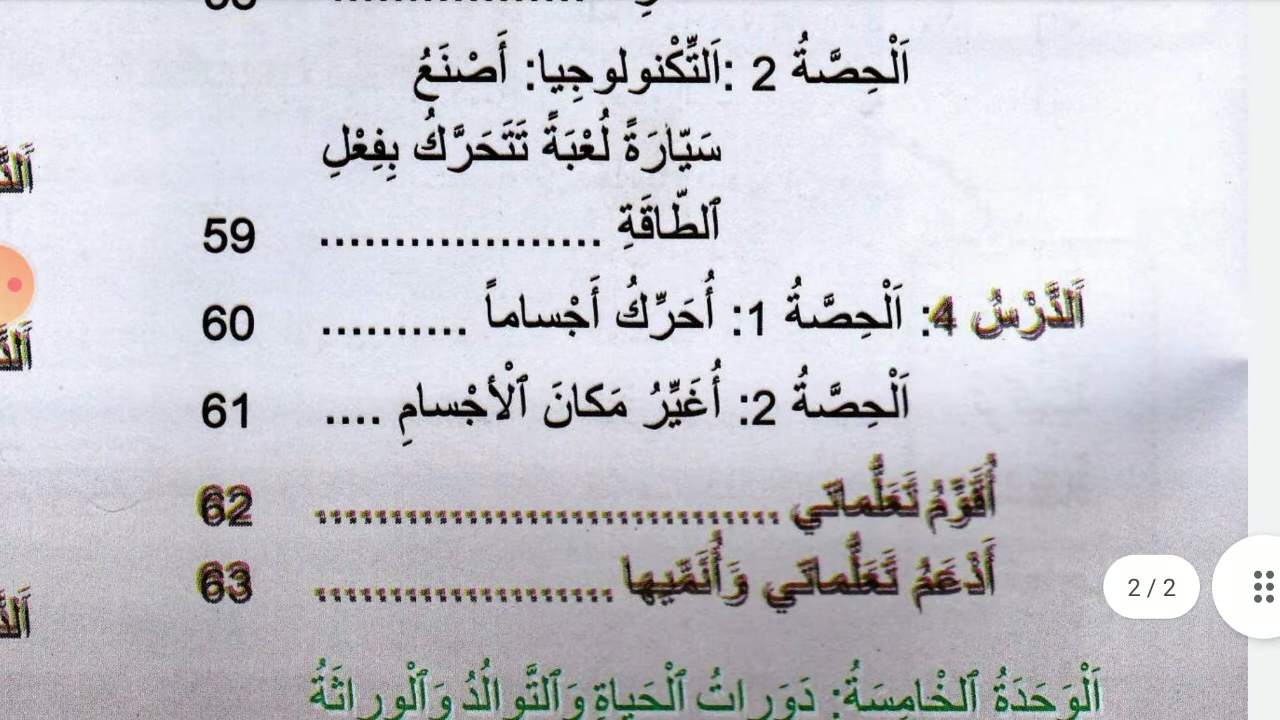 اَلْحِصَّةُ 2 :اَلتِّكْنولوجِيا: أَصْنَعُ
سَيّارَةً لُعْبَةً تَتَحَرَّكُ بِفِعْلِ
ٱلطّاقَةِ ................... 59
اَلدَّرْسُ 4: اَلْحِصَّةُ 1: أُحَرِّكُ أَجْساماً .......... 60
اَلْحِصَّةُ 2: أُغَيِّرُ مَكانَ ٱلْأَجْسامِ .... 61
أُقَوِّمُ تَعَلُّماتي ............................... 62
أَدْعَمُ تَعَلُّماتي وَأُنَمّيها .................... 63
2 / 2
اَلْوَحَدَةُ ٱلْخامِسَةُ: دَوَراتُ ٱلْحَياةِ وَٱلتَّوالُدُ وَٱلْوِراثَةُ